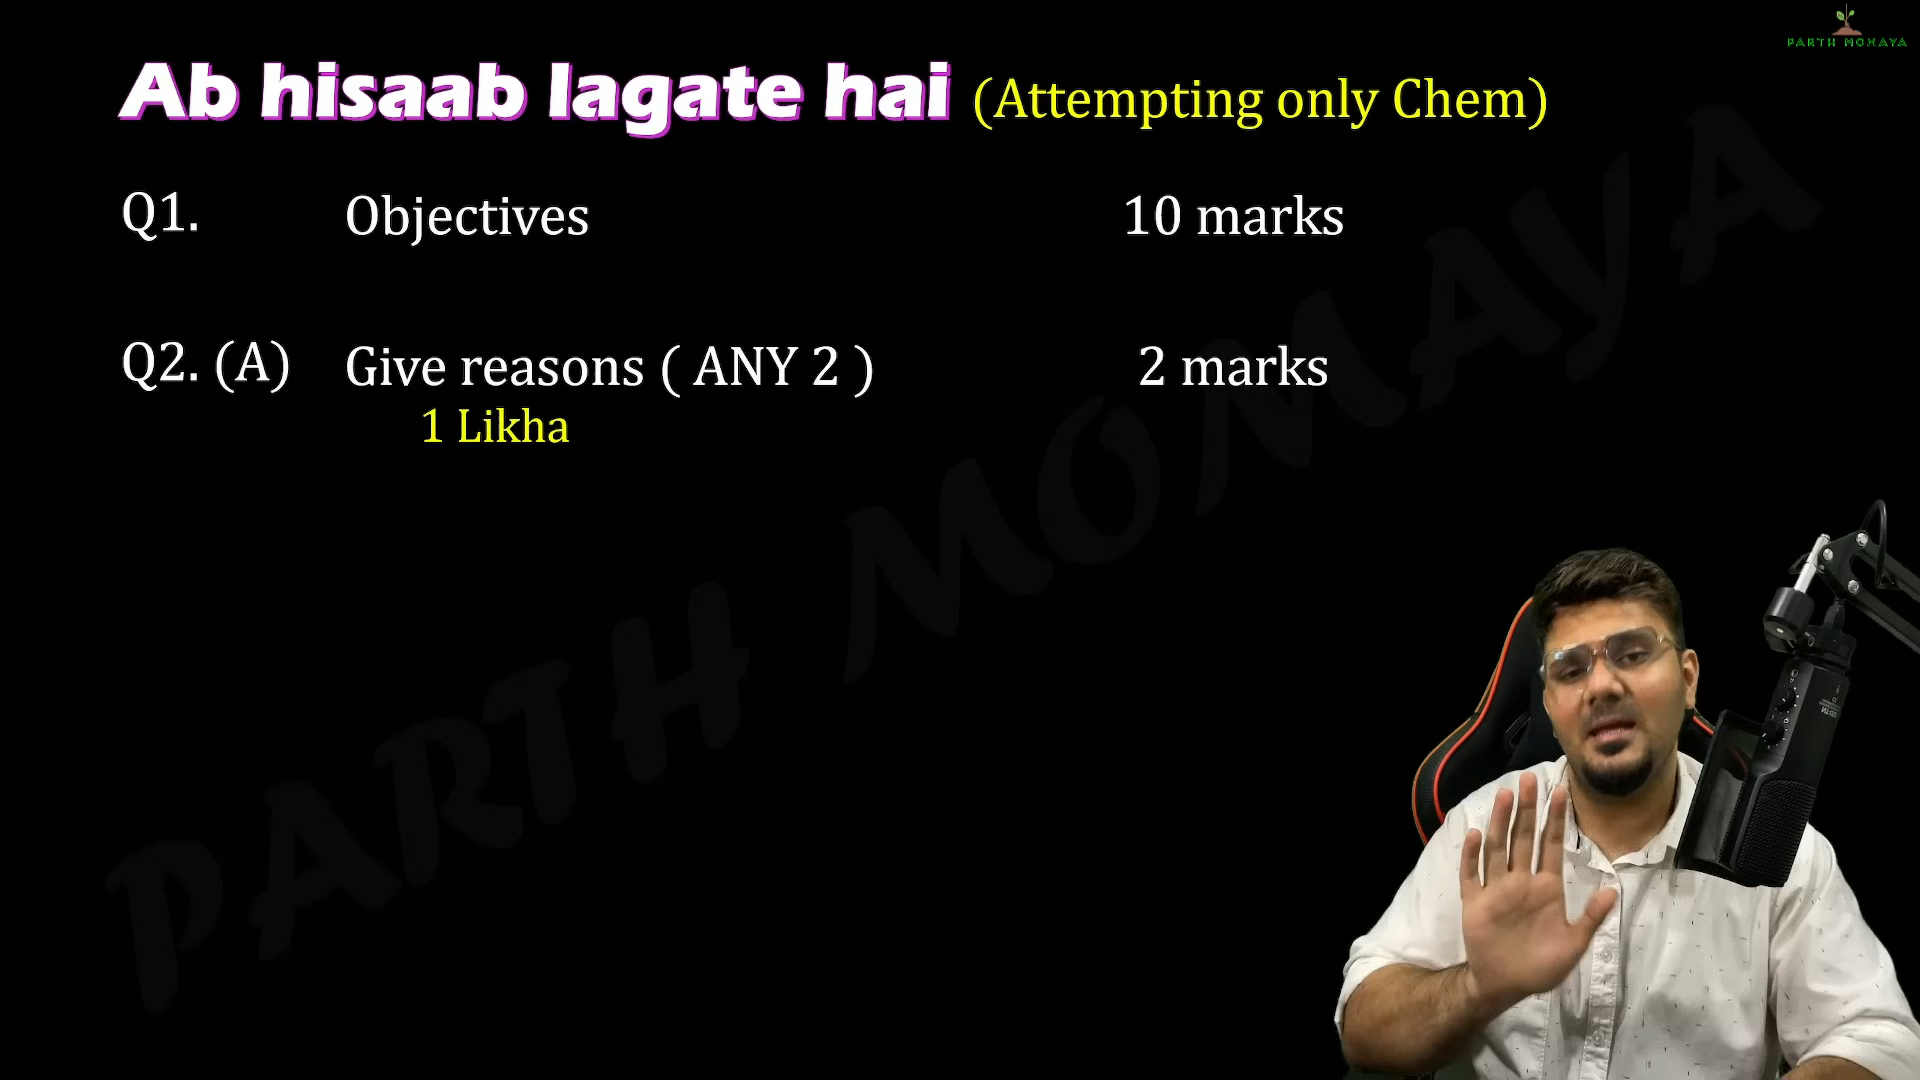 PARTH MOMAYA
Ab hisaab lagate hai (Attempting only Chem)
Q1. Objectives 10 marks
Q2. (A) Give reasons ( ANY 2 ) 2 marks
1 Likha
PARTH MOMAYA